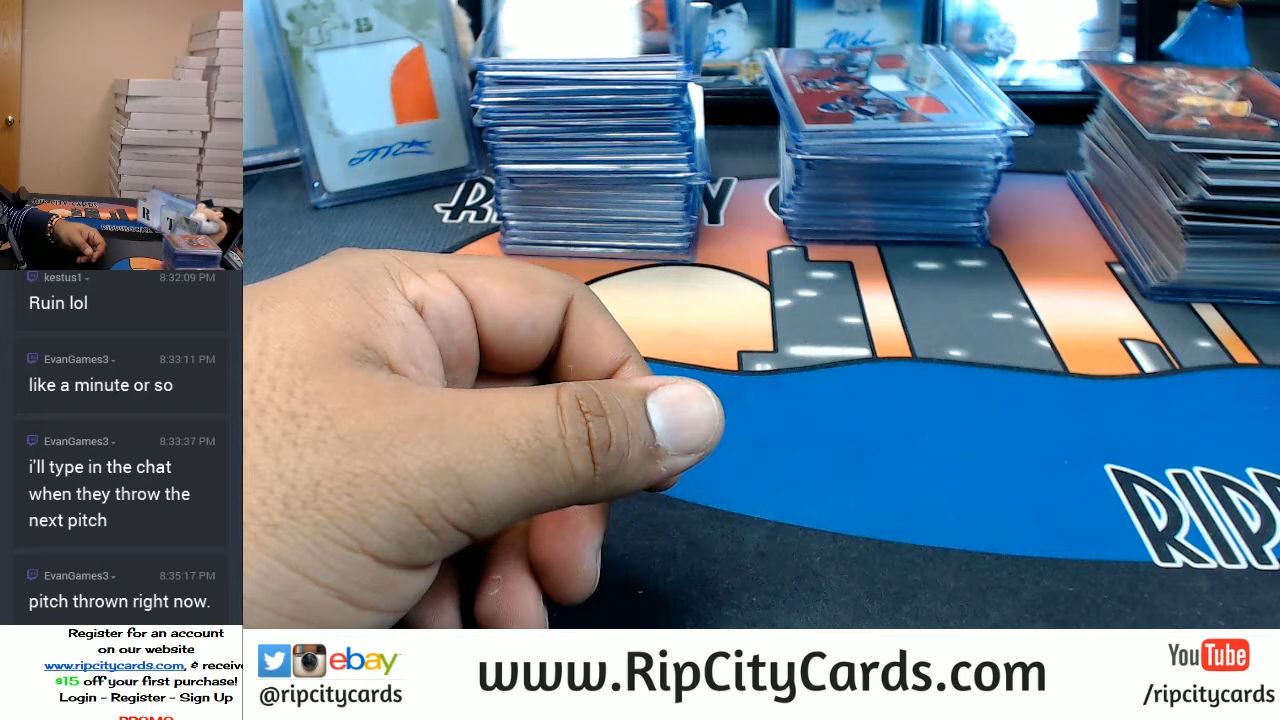 kestus1
8:32:09 PM
Ruin lol
EvanGames3
8:33:11 PM
like a minute or so
EvanGames3
8:33:37 PM
i'll type in the chat
when they throw the
next pitch
EvanGames3
8:35:17 PM
pitch thrown right now.
Register for an account
on our website
www.ripcitycards.com, & receive
$15 off your first purchase!
Login - Register - Sign Up
PROMO
RIPP
ebay
@ripcitycards
www.RipCityCards.com
YouTube
/ripcitycards